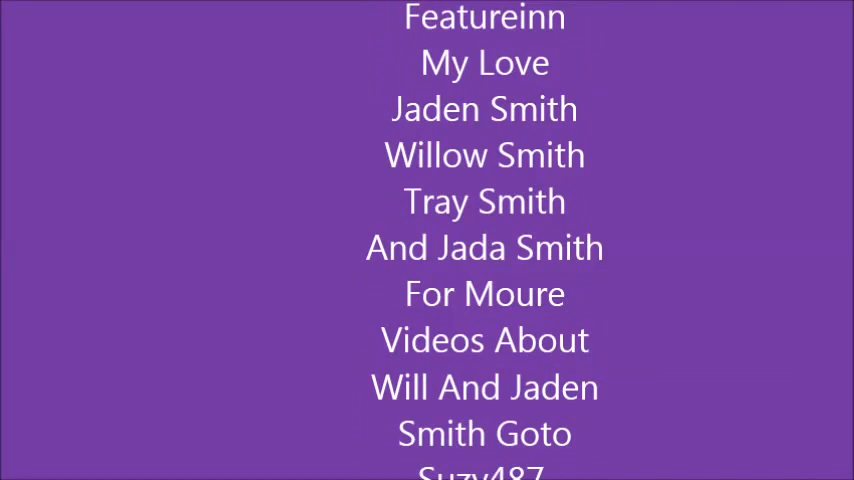 Featureinn
My Love
Jaden Smith
Willow Smith
Tray Smith
And Jada Smith
For Moure
Videos About
Will And Jaden
Smith Goto
Suzy487